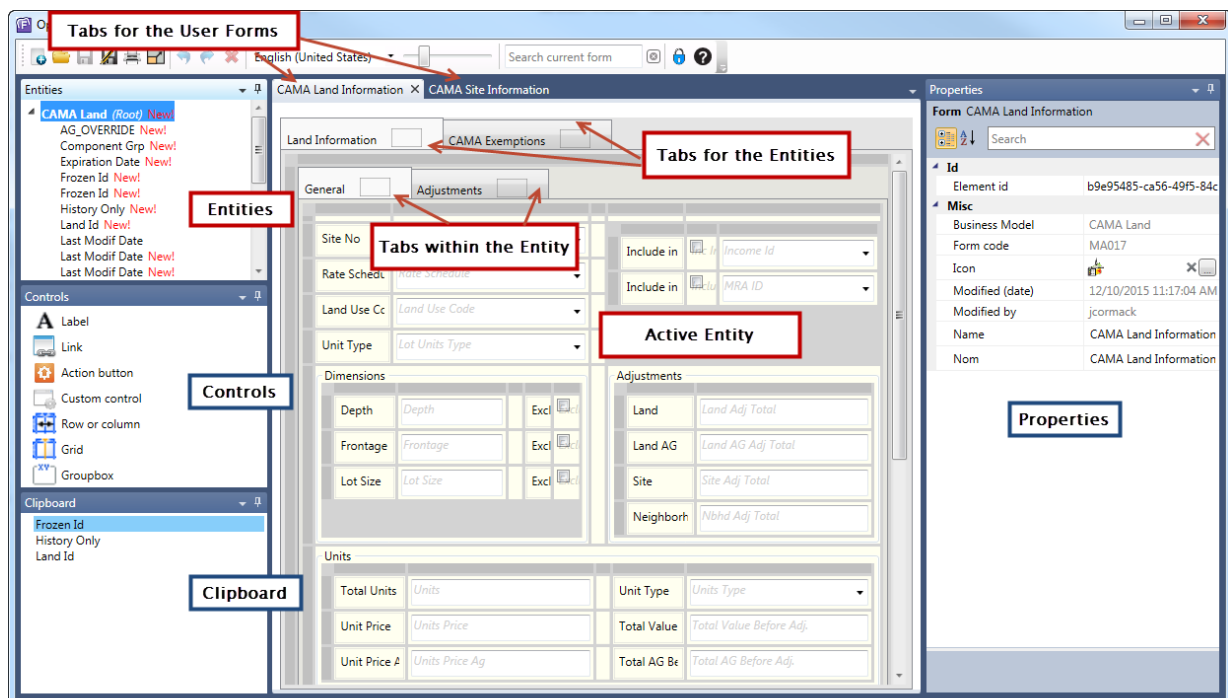 Op
Tabs for the User Forms
English (United States)
Search current form
Entities
CAMA Land (Root) New!
AG_OVERRIDE New!
Component Grp New!
Expiration Date New!
Frozen Id New!
Frozen Id New!
History Only New!
Land Id New!
Last Modif Date
Last Modif Date New!
Last Modif Date New!
Entities
Controls
Label
Link
Action button
Custom control
Row or column
Grid
XY
Groupbox
Controls
Clipboard
Frozen Id
History Only
Land Id
Clipboard
CAMA Land Information
CAMA Site Information
Land Information
CAMA Exemptions
Tabs for the Entities
General
Adjustments
Tabs within the Entity
Site No
Include in
Income Id
Rate Schedu
Rate Schedule
Include in
Inclu
MRA ID
Land Use Cc
Land Use Code
Unit Type
Lot Units Type
Active Entity
Dimensions
Depth
Depth
Excl
Frontage
Frontage
Excl
Lot Size
Lot Size
Excl
Adjustments
Land
Land Adj Total
Land AG
Land AG Adj Total
Site
Site Adj Total
Neighborh
Nbhd Adj Total
Units
Total Units
Units
Unit Type
Units Type
Unit Price
Units Price
Total Value
Total Value Before Adj.
Unit Price A
Units Price Ag
Total AG Be
Total AG Before Adj.
Properties
Form CAMA Land Information
Search
Id
Element id
b9e95485-ca56-49f5-84c
Misc
Business Model
CAMA Land
Form code
MA017
Icon
...
Modified (date)
12/10/2015 11:17:04 AM
Modified by
jcormack
Name
CAMA Land Information
Nom
CAMA Land Information
Properties